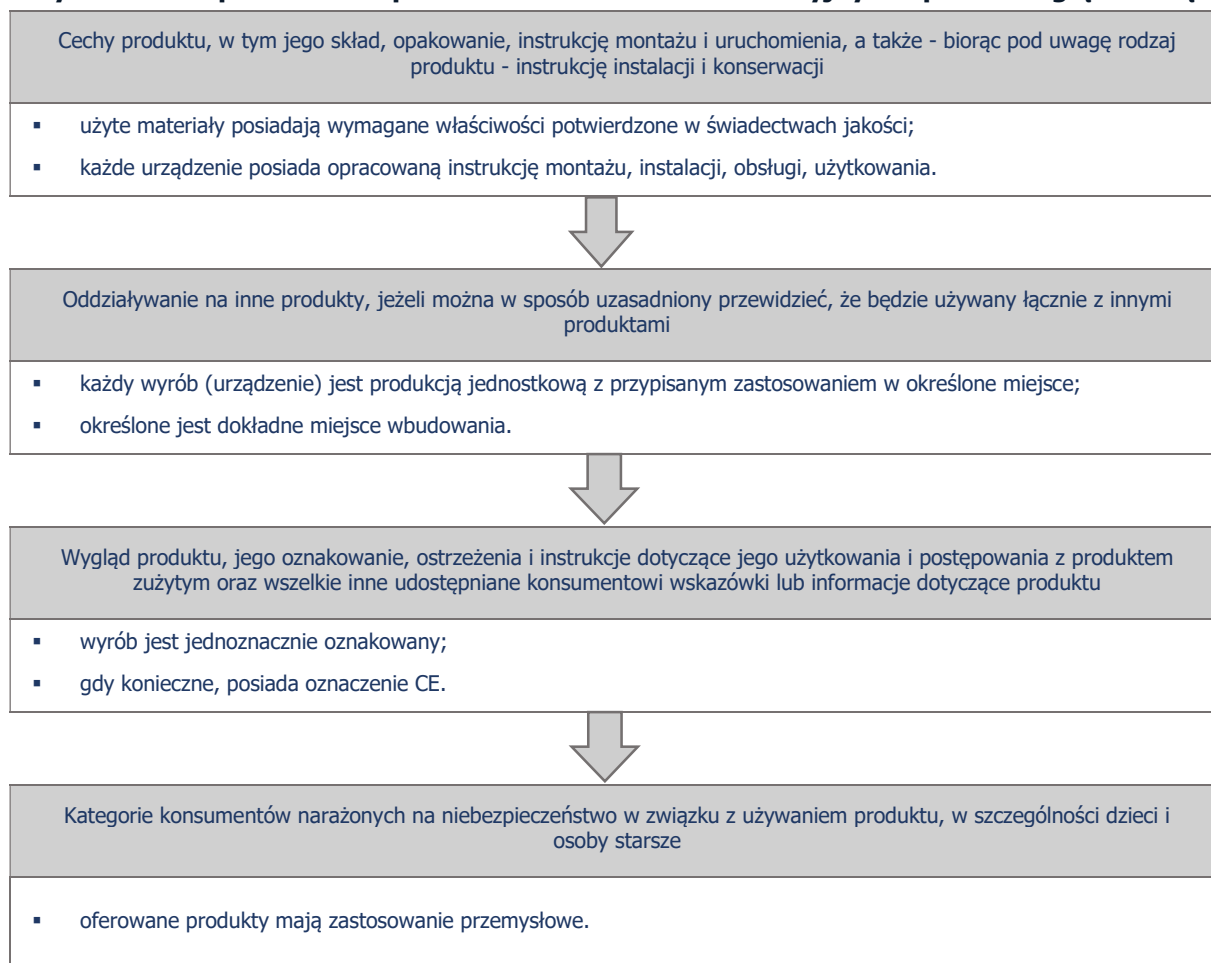 Cechy produktu, w tym jego skład, opakowanie, instrukcję montażu i uruchomienia, a także - biorąc pod uwagę rodzaj
produktu - instrukcję instalacji i konserwacji
▪ użyte materiały posiadają wymagane właściwości potwierdzone w świadectwach jakości;
▪ każde urządzenie posiada opracowaną instrukcję montażu, instalacji, obsługi, użytkowania.
Oddziaływanie na inne produkty, jeżeli można w sposób uzasadniony przewidzieć, że będzie używany łącznie z innymi
produktami
▪ każdy wyrób (urządzenie) jest produkcją jednostkową z przypisanym zastosowaniem w określone miejsce;
▪ określone jest dokładne miejsce wbudowania.
Wygląd produktu, jego oznakowanie, ostrzeżenia i instrukcje dotyczące jego użytkowania i postępowania z produktem
zużytym oraz wszelkie inne udostępniane konsumentowi wskazówki lub informacje dotyczące produktu
▪ wyrób jest jednoznacznie oznakowany;
▪ gdy konieczne, posiada oznaczenie CE.
Kategorie konsumentów narażonych na niebezpieczeństwo w związku z używaniem produktu, w szczególności dzieci i
osoby starsze
▪ oferowane produkty mają zastosowanie przemysłowe.